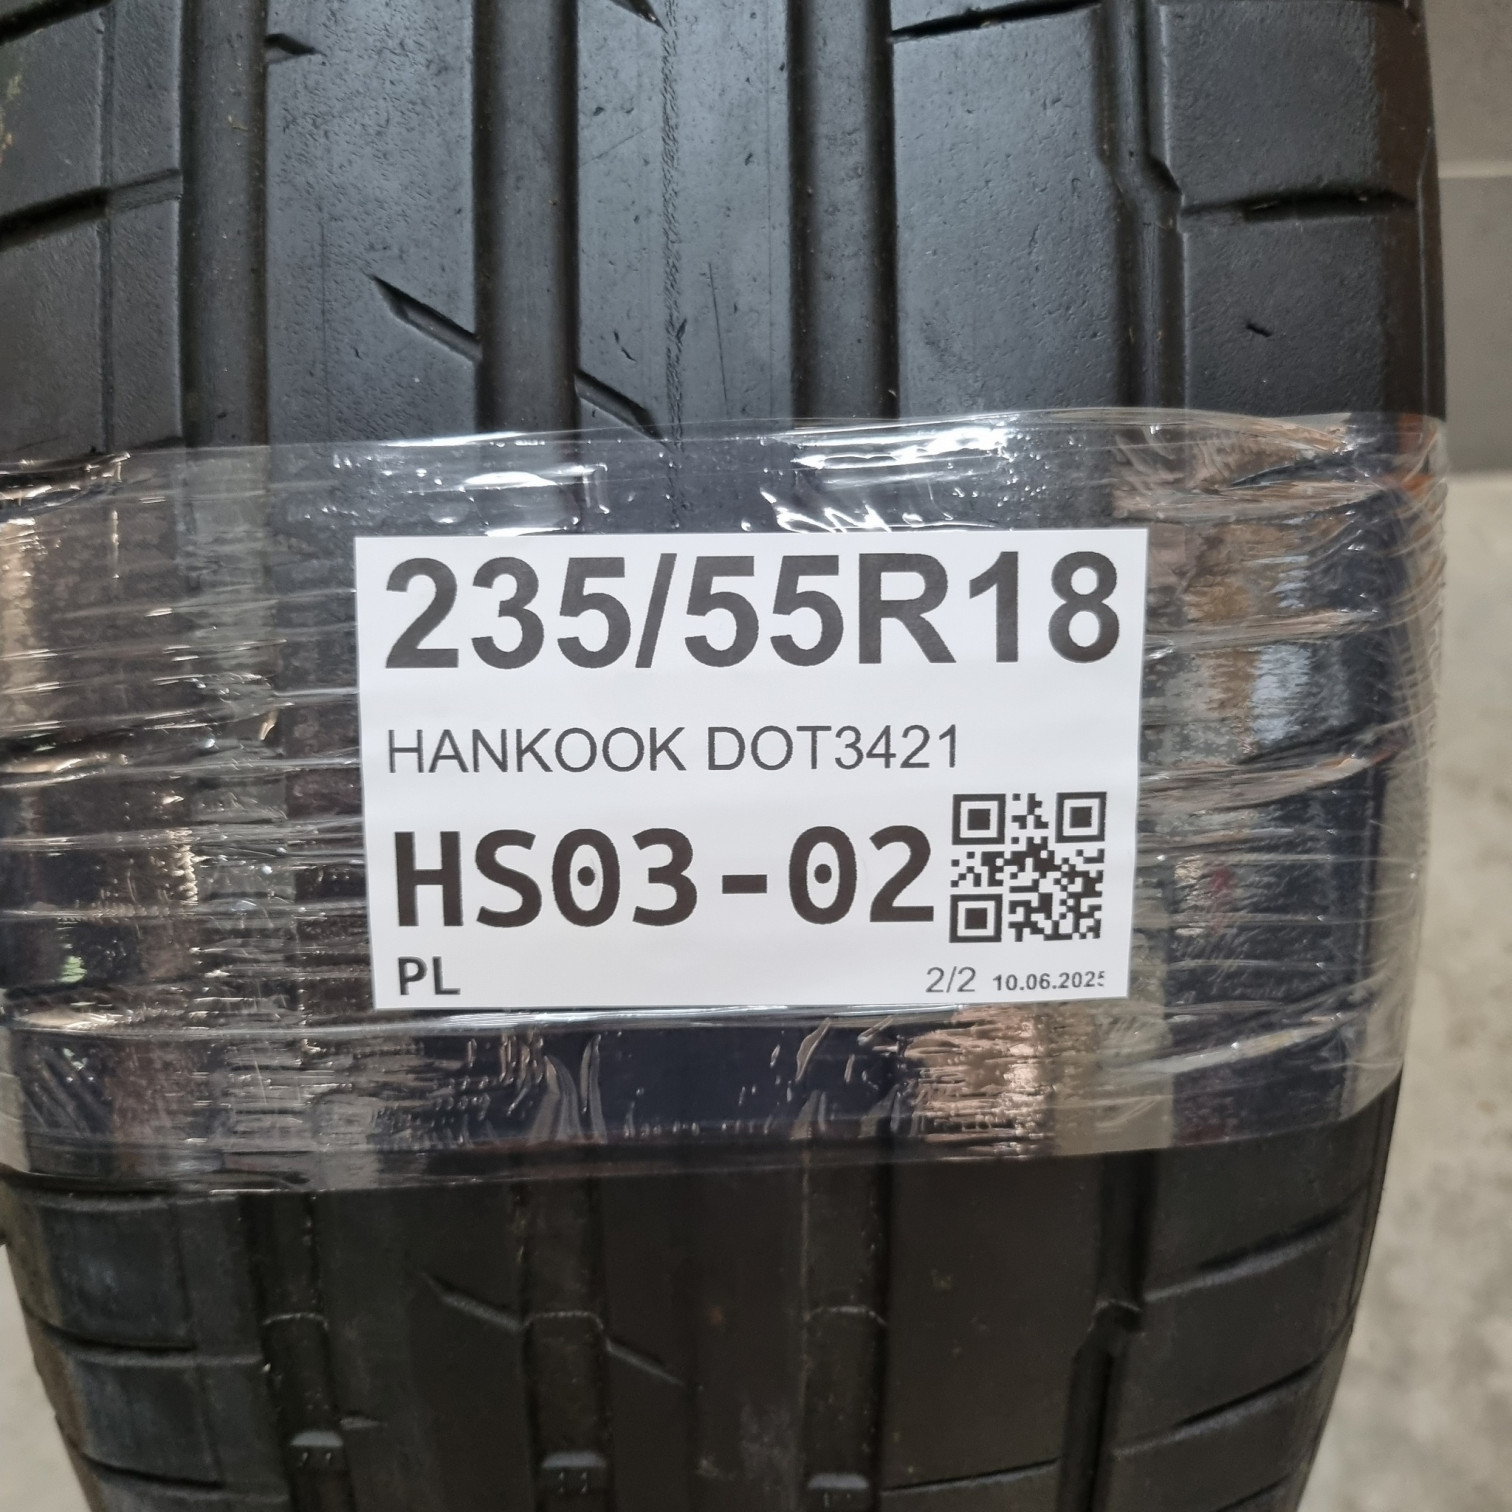 235/55R18
HANKOOK DOT3421
HS03-02
PL
2/2 10.06.2025